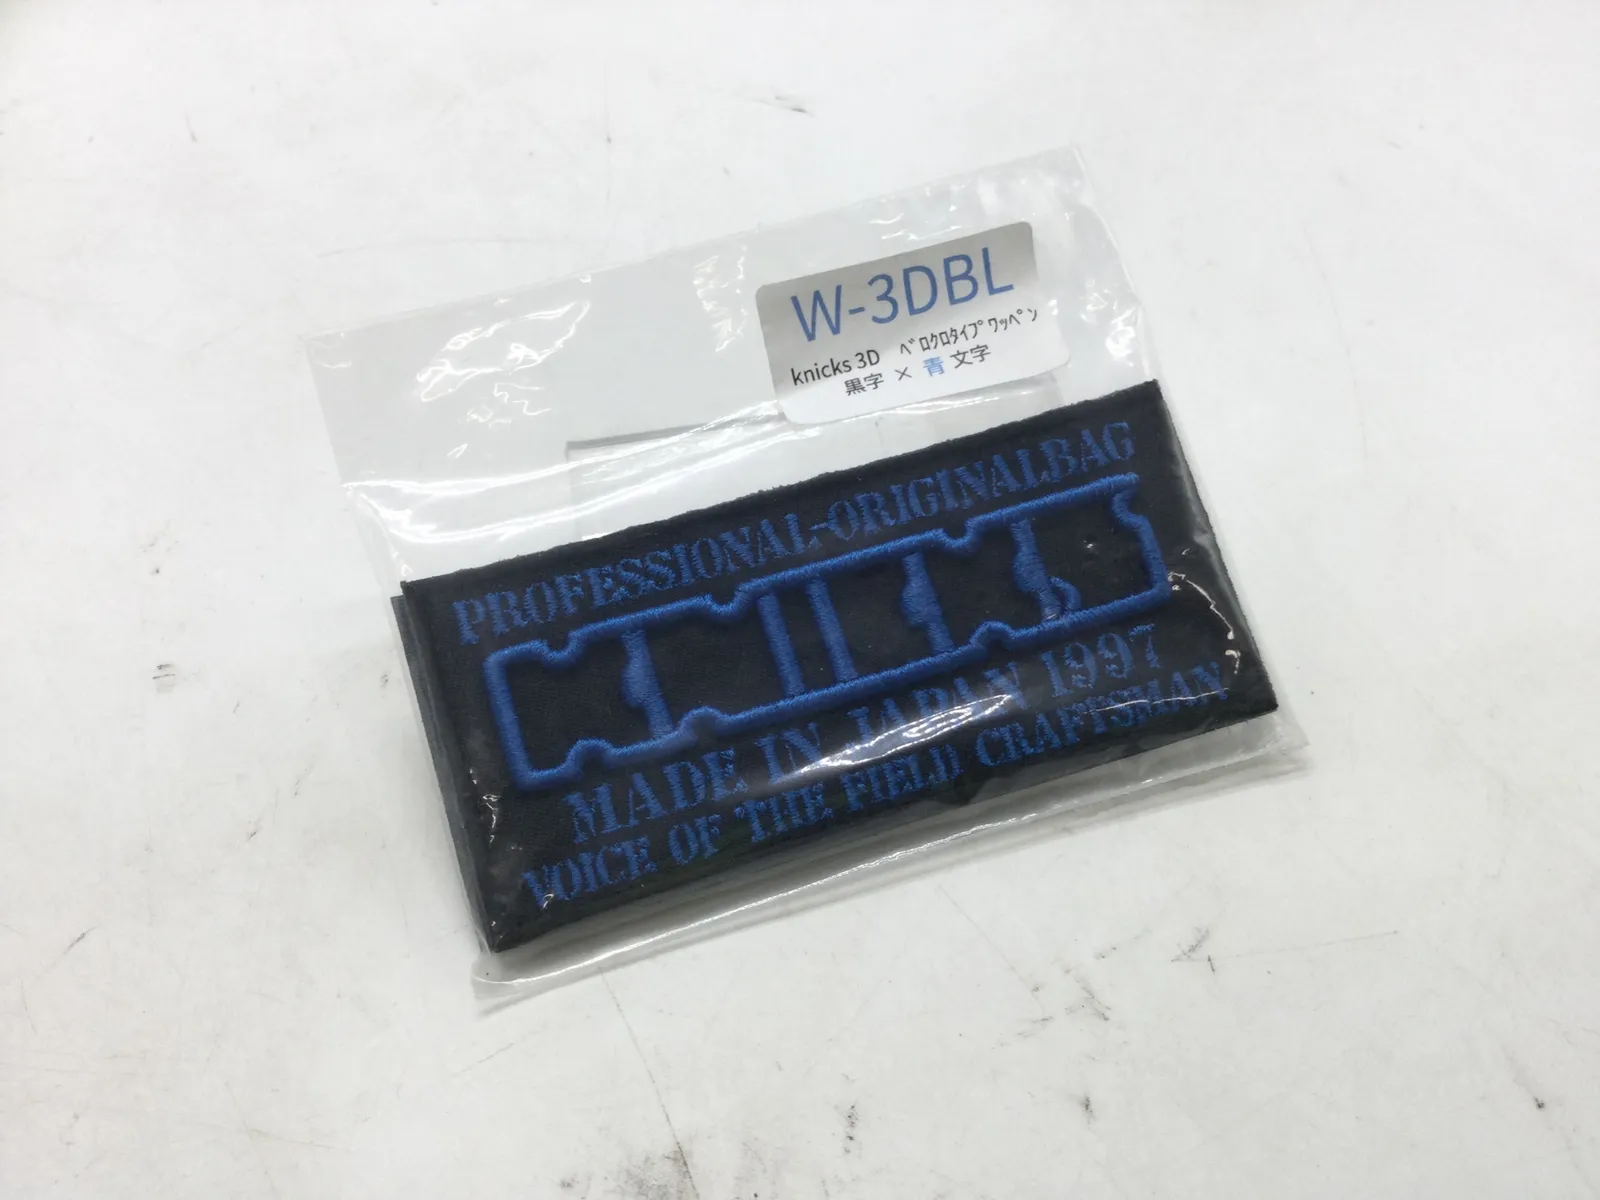 W-3DBL
knicks 3D ﾍﾞﾛｸﾛﾀｲﾌﾟﾜｯﾍﾟﾝ
黒字 × 青文字
PROFESSIONAL-ORIGINALBAG
MADE IN JAPAN 1997
VOICE OF THE FIELD CRAFTSMAN